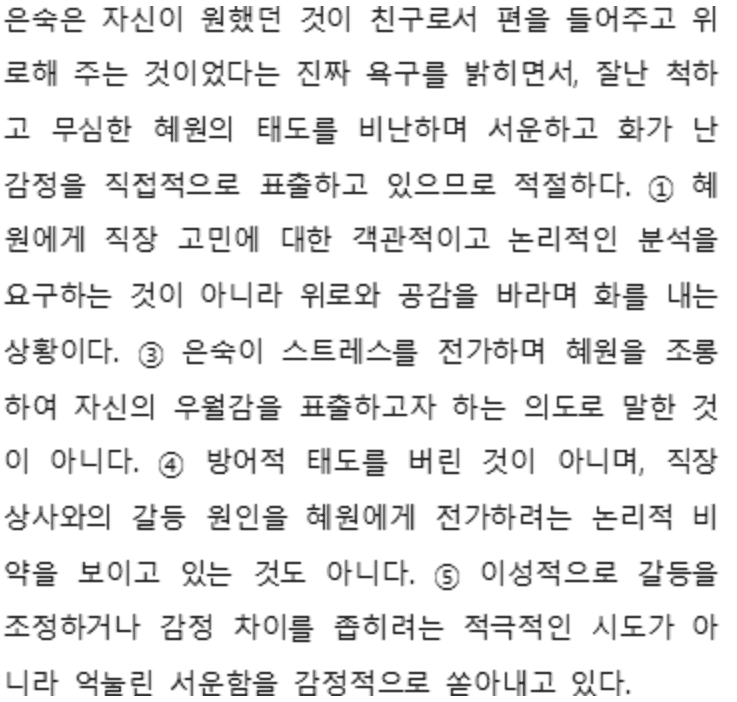 은숙은 자신이 원했던 것이 친구로서 편을 들어주고 위
로해 주는 것이었다는 진짜 욕구를 밝히면서, 잘난 척하
고 무심한 혜원의 태도를 비난하며 서운하고 화가 난
감정을 직접적으로 표출하고 있으므로 적절하다. ① 혜
원에게 직장 고민에 대한 객관적이고 논리적인 분석을
요구하는 것이 아니라 위로와 공감을 바라며 화를 내는
상황이다. ③ 은숙이 스트레스를 전가하며 혜원을 조롱
하여 자신의 우월감을 표출하고자 하는 의도로 말한 것
이 아니다. ④ 방어적 태도를 버린 것이 아니며, 직장
상사와의 갈등 원인을 혜원에게 전가하려는 논리적 비
약을 보이고 있는 것도 아니다. ⑤ 이성적으로 갈등을
조정하거나 감정 차이를 좁히려는 적극적인 시도가 아
니라 억눌린 서운함을 감정적으로 쏟아내고 있다.